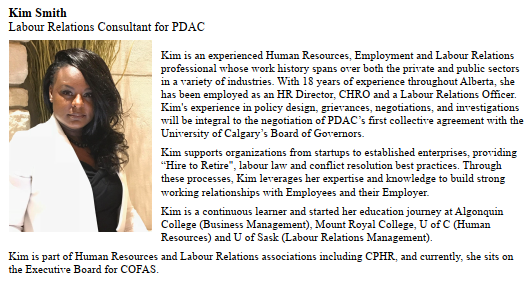 Kim Smith
Labour Relations Consultant for PDAC
Kim is an experienced Human Resources, Employment and Labour Relations
professional whose work history spans over both the private and public sectors
in a variety of industries. With 18 years of experience throughout Alberta, she
has been employed as an HR Director, CHRO and a Labour Relations Officer.
Kim's experience in policy design, grievances, negotiations, and investigations
will be integral to the negotiation of PDAC's first collective agreement with the
University of Calgary's Board of Governors.
Kim supports organizations from startups to established enterprises, providing
“Hire to Retire", labour law and conflict resolution best practices. Through
these processes, Kim leverages her expertise and knowledge to build strong
working relationships with Employees and their Employer.
Kim is a continuous learner and started her education journey at Algonquin
College (Business Management), Mount Royal College, U of C (Human
Resources) and U of Sask (Labour Relations Management).
Kim is part of Human Resources and Labour Relations associations including CPHR, and currently, she sits on
the Executive Board for COFAS.